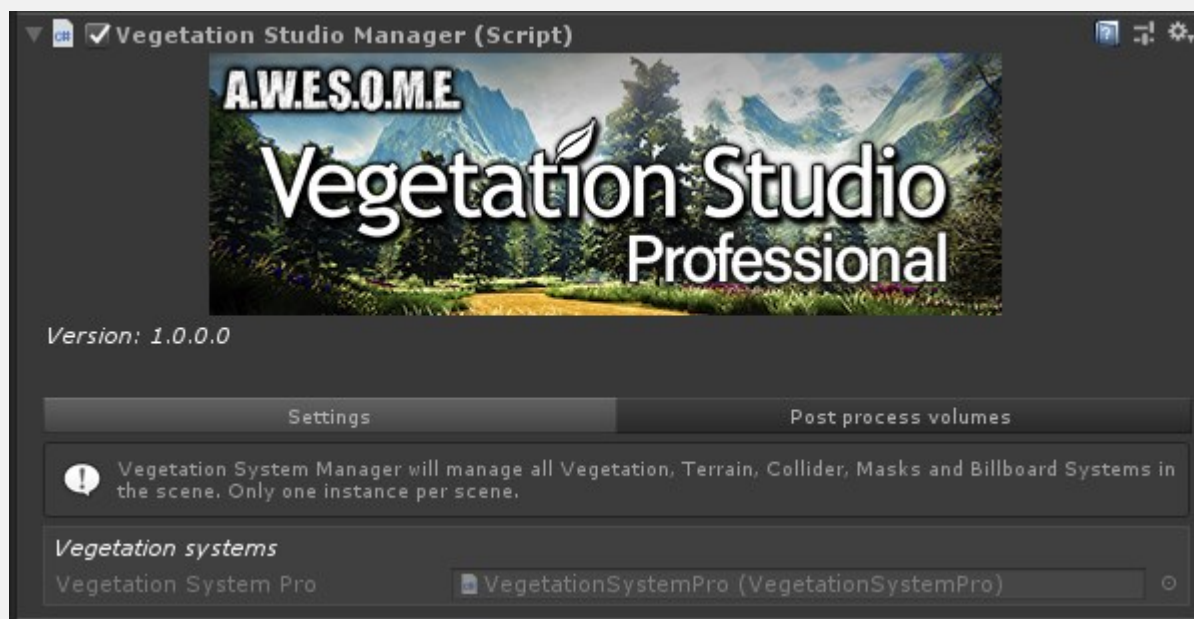 Vegetation Studio Manager (Script)
A.W.E.S.O.M.E.
Vegetation Studio
Professional
Version: 1.0.0.0
Settings
Post process volumes
Vegetation System Manager will manage all Vegetation, Terrain, Collider, Masks and Billboard Systems in
the scene. Only one instance per scene.
Vegetation systems
Vegetation System Pro
VegetationSystemPro (VegetationSystemPro)